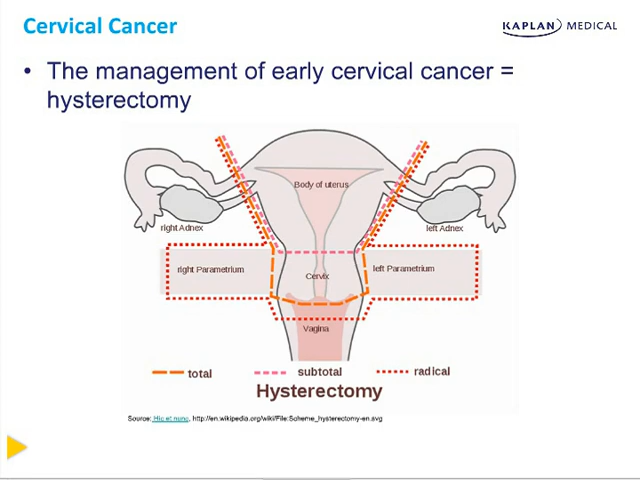 Cervical Cancer
KAPLAN MEDICAL
• The management of early cervical cancer =
hysterectomy
Body of uterus
right Adnex
left Adnex
right Parametrium
left Parametrium
Cervix
Vagina
total
subtotal
radical
Hysterectomy
Source: Hic et nunc, http://en.wikipedia.org/wiki/File:Scheme_hysterectomy-en.svg